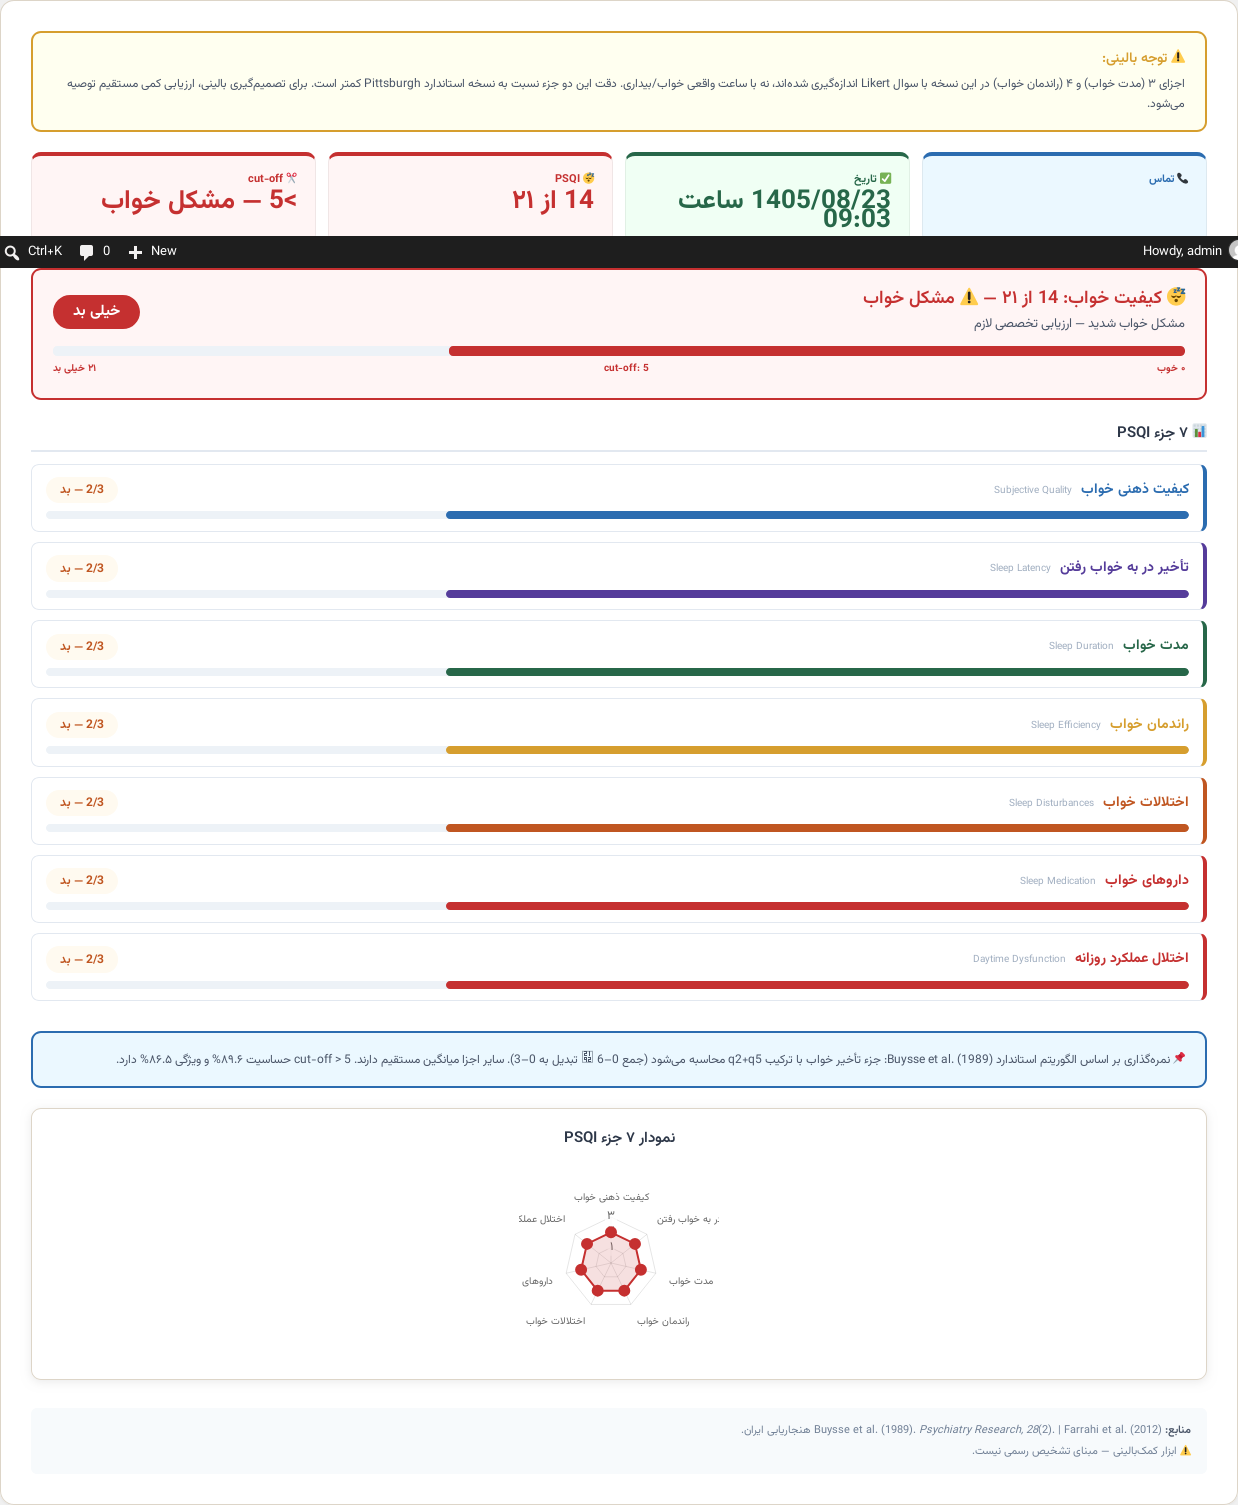 ⚠️ توجه بالینی:
اجزای ۳ (مدت خواب) و ۴ (راندمان خواب) در این نسخه با سوال Likert اندازه‌گیری شده‌اند، نه با ساعت واقعی خواب/بیداری. دقت این دو جزء نسبت به نسخه استاندارد Pittsburgh کمتر است. برای تصمیم‌گیری بالینی، ارزیابی کمی مستقیم توصیه
می‌شود.
📞 تماس
✅ تاریخ
1405/08/23 ساعت
09:03
😴 PSQI
14 از ۲۱
✂️ cut-off
>5 — مشکل خواب
Howdy, admin
New
0
Ctrl+K
😴 کیفیت خواب: 14 از ۲۱ — ⚠️ مشکل خواب
خیلی بد
مشکل خواب شدید — ارزیابی تخصصی لازم
۰ خوب
cut-off: 5
۲۱ خیلی بد
📊 ۷ جزء PSQI
کیفیت ذهنی خواب Subjective Quality
2/3 — بد
تأخیر در به خواب رفتن Sleep Latency
2/3 — بد
مدت خواب Sleep Duration
2/3 — بد
راندمان خواب Sleep Efficiency
2/3 — بد
اختلالات خواب Sleep Disturbances
2/3 — بد
داروهای خواب Sleep Medication
2/3 — بد
اختلال عملکرد روزانه Daytime Dysfunction
2/3 — بد
📌 نمره‌گذاری بر اساس الگوریتم استاندارد Buysse et al. (1989): جزء تأخیر خواب با ترکیب q2+q5 محاسبه می‌شود (جمع 0–6 تبدیل به 0–3). سایر اجزا میانگین مستقیم دارند. cut-off > 5 حساسیت ۸۹.۶% و ویژگی ۸۶.۵% دارد.
نمودار ۷ جزء PSQI
کیفیت ذهنی خواب
۳
ر به خواب رفتن
اختلال عملک
۱
مدت خواب
داروهای
راندمان خواب
اختلالات خواب
منابع: Buysse et al. (1989). Psychiatry Research, 28(2). | Farrahi et al. (2012) هنجاریابی ایران.
⚠️ ابزار کمک‌بالینی — مبنای تشخیص رسمی نیست.